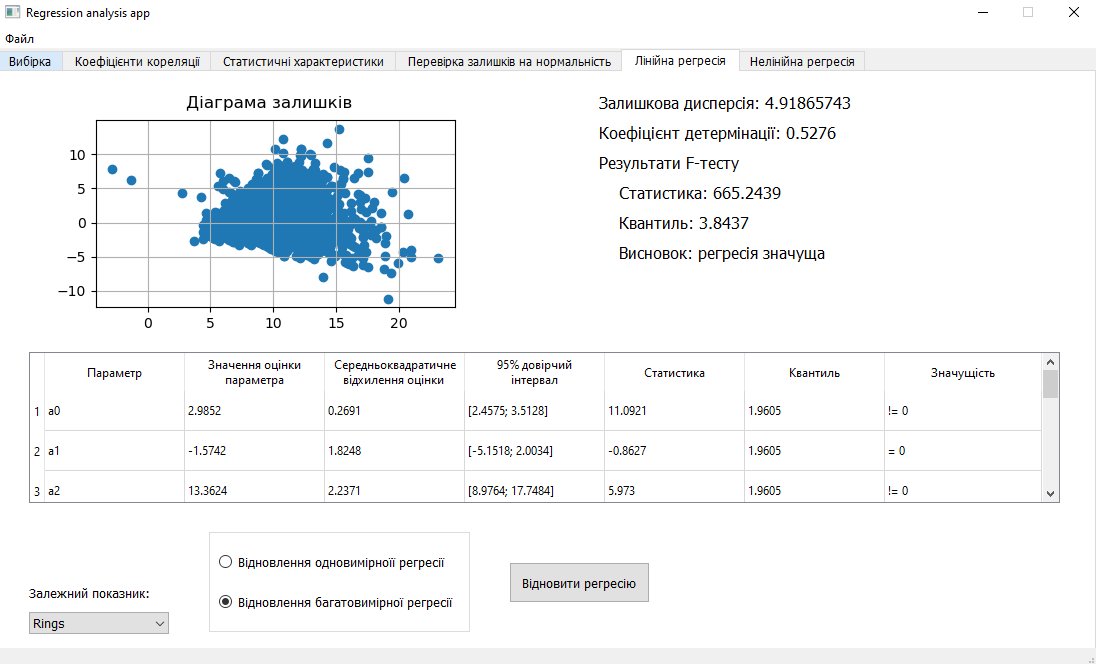 Regression analysis app
Файл
Вибірка Коефіцієнти кореляції Статистичні характеристики Перевірка залишків на нормальність Лінійна регресія Нелінійна регресія
Діаграма залишків
10
5
0
−5
−10
0 5 10 15 20
Залишкова дисперсія: 4.91865743
Коефіцієнт детермінації: 0.5276
Результати F-тесту
Статистика: 665.2439
Квантиль: 3.8437
Висновок: регресія значуща
Параметр Значення оцінки параметра Середньоквадратичне відхилення оцінки 95% довірчий інтервал Статистика Квантиль Значущість
1 a0 2.9852 0.2691 [2.4575; 3.5128] 11.0921 1.9605 != 0
2 a1 -1.5742 1.8248 [-5.1518; 2.0034] -0.8627 1.9605 = 0
3 a2 13.3624 2.2371 [8.9764; 17.7484] 5.973 1.9605 != 0
Залежний показник:
Rings
Відновлення одновимірної регресії
Відновлення багатовимірної регресії
Відновити регресію